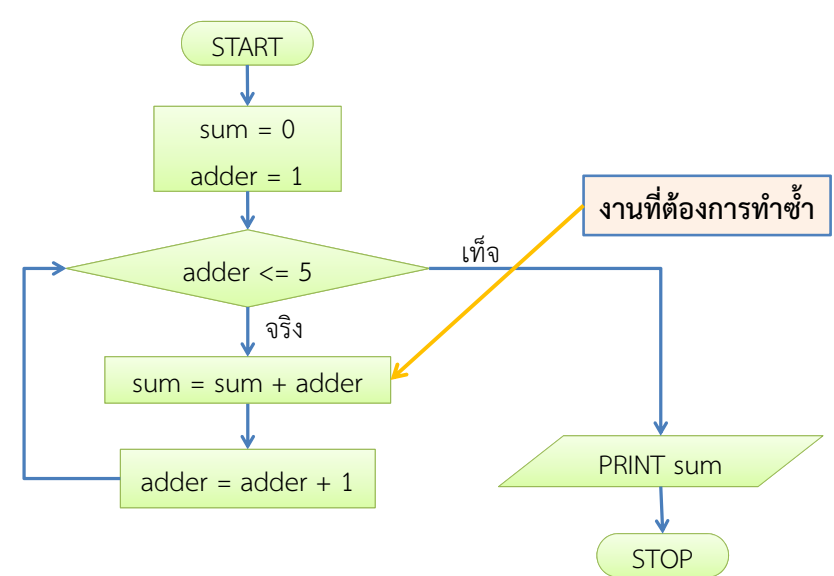 START
sum = 0
adder = 1
งานที่ต้องการทำซ้ำ
เท็จ
adder <= 5
จริง
sum = sum + adder
PRINT sum
adder = adder + 1
STOP